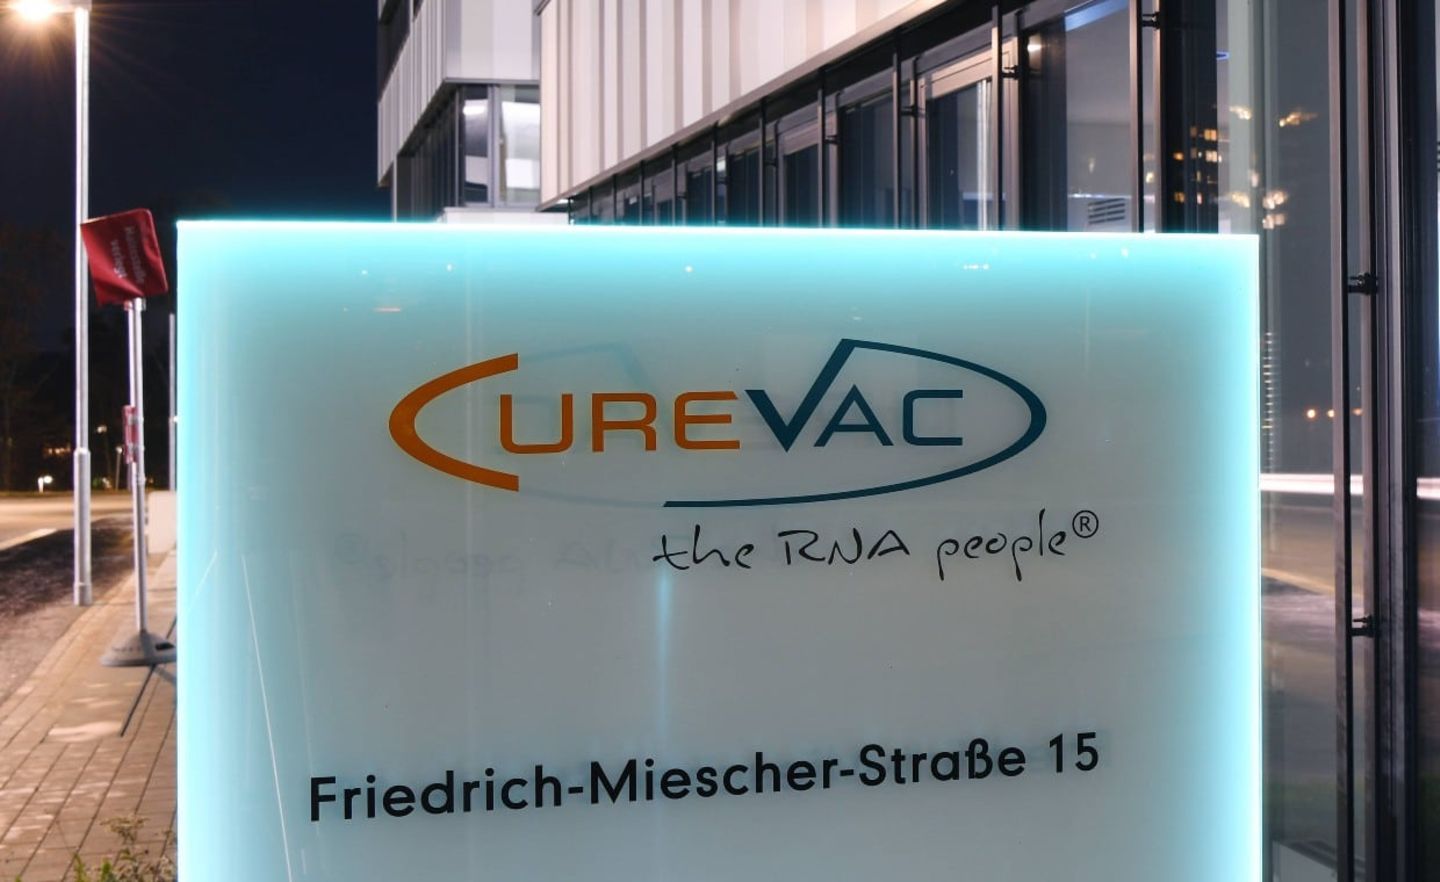 CUREVAC
the RNA people®
Friedrich-Miescher-Straße 15